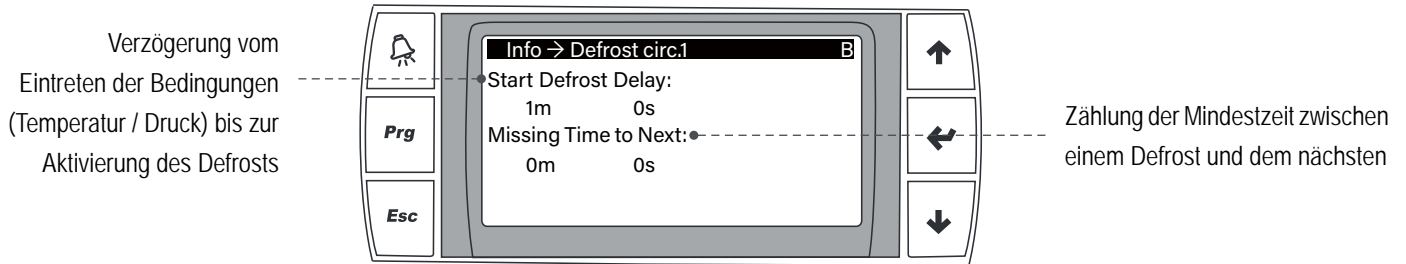 Verzögerung vom
Eintreten der Bedingungen
(Temperatur / Druck) bis zur
Aktivierung des Defrosts
Prg
Esc
Info → Defrost circ.1 B
Start Defrost Delay:
1m 0s
Missing Time to Next:
0m 0s
Zählung der Mindestzeit zwischen
einem Defrost und dem nächsten